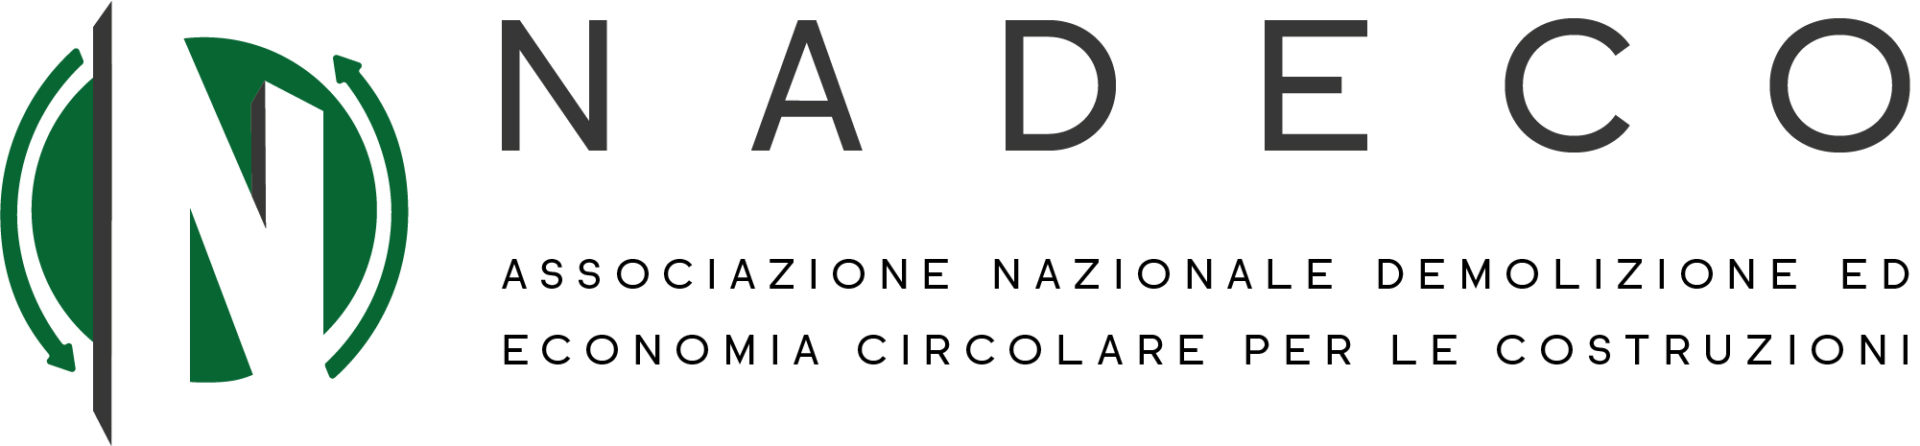 NADECO
ASSOCIAZIONE NAZIONALE DEMOLIZIONE ED
ECONOMIA CIRCOLARE PER LE COSTRUZIONI